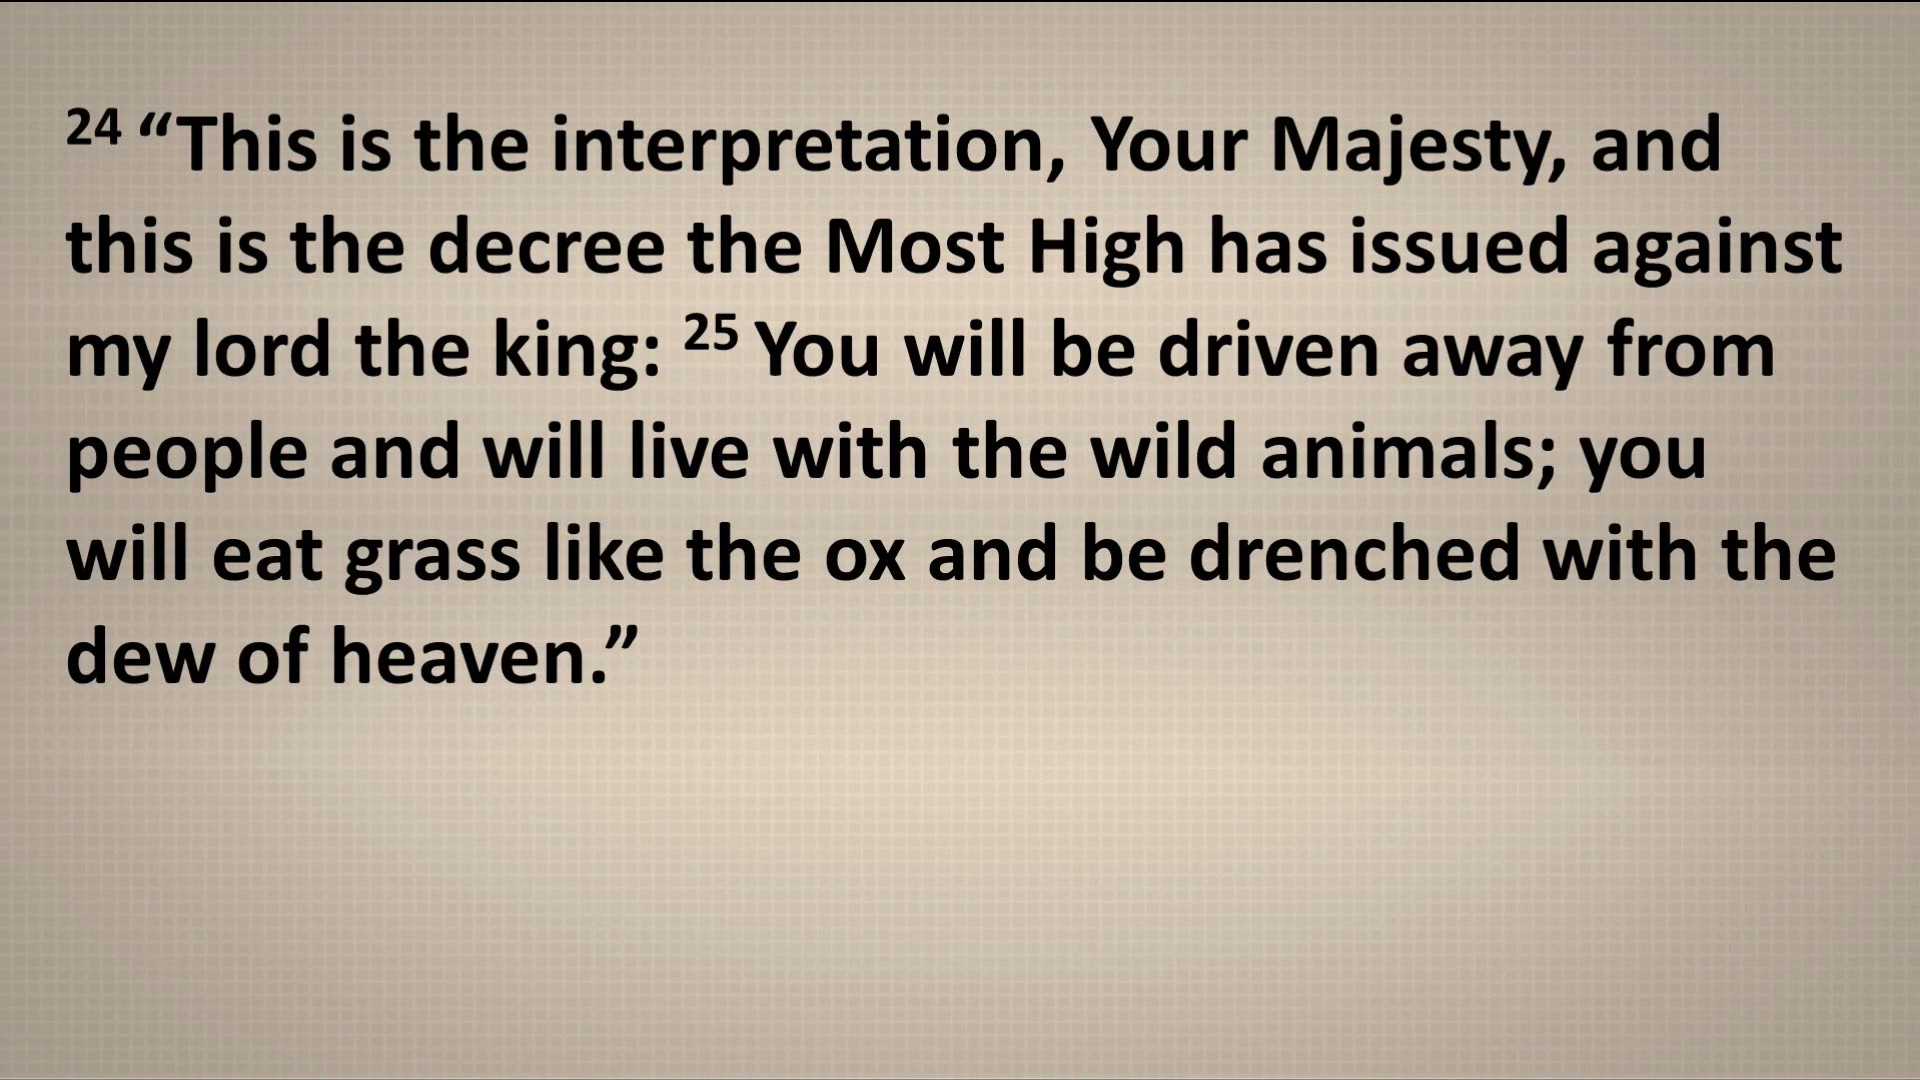 24 “This is the interpretation, Your Majesty, and
this is the decree the Most High has issued against
my lord the king: 25 You will be driven away from
people and will live with the wild animals; you
will eat grass like the ox and be drenched with the
dew of heaven.”